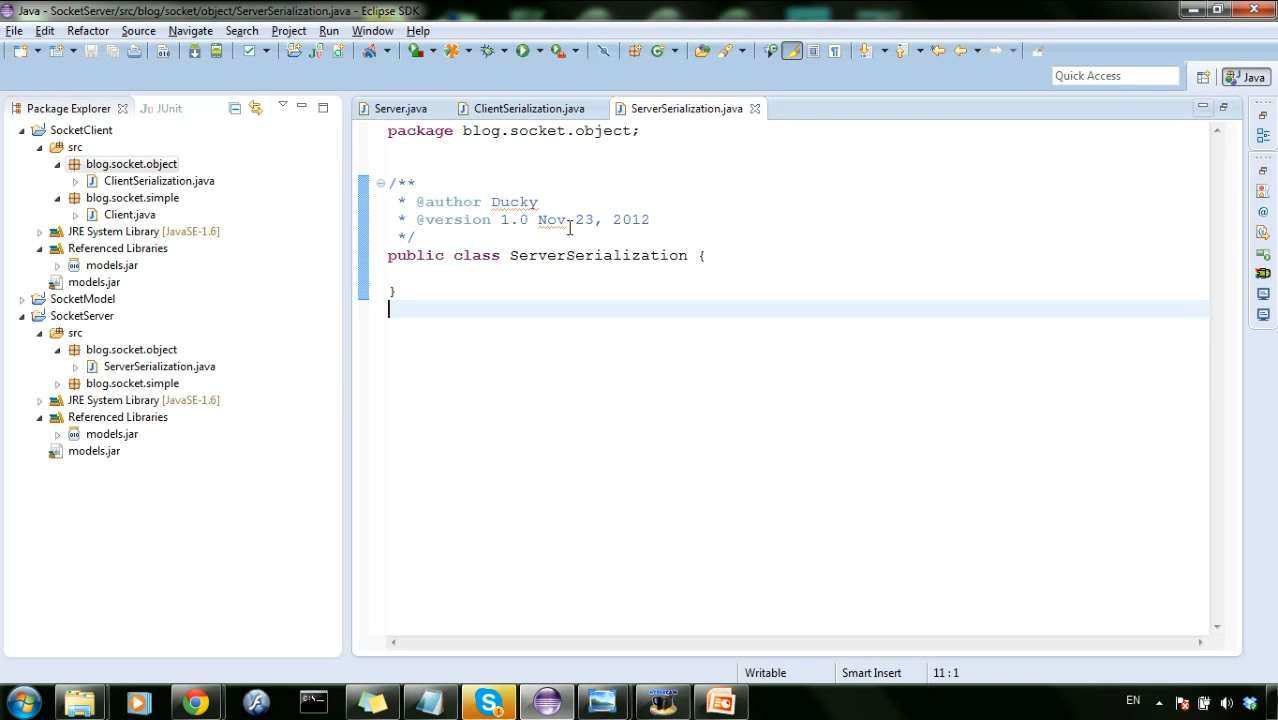 Java - SocketServer/src/blog/socket/object/ServerSerialization.java - Eclipse SDK
File Edit Refactor Source Navigate Search Project Run Window Help
Quick Access
Java
Package Explorer
JUnit
Server.java
ClientSerialization.java
ServerSerialization.java
SocketClient
src
blog.socket.object
ClientSerialization.java
blog.socket.simple
Client.java
JRE System Library [JavaSE-1.6]
Referenced Libraries
models.jar
models.jar
SocketModel
SocketServer
src
blog.socket.object
ServerSerialization.java
blog.socket.simple
JRE System Library [JavaSE-1.6]
Referenced Libraries
models.jar
models.jar
package blog.socket.object;
/**
* @author Ducky
* @version 1.0 Nov 23, 2012
*/
public class ServerSerialization {
}
Writable
Smart Insert
11 : 1
EN